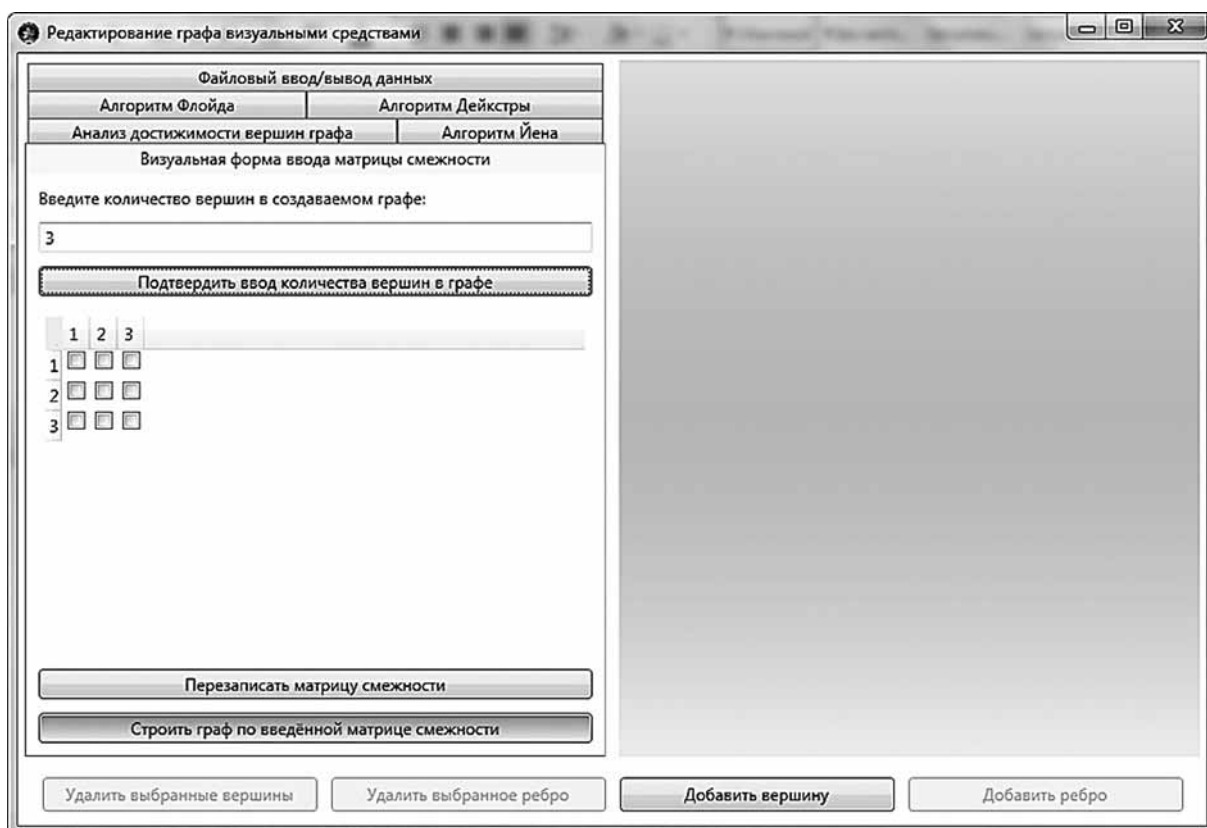 Редактирование графа визуальными средствами
Файловый ввод/вывод данных
Алгоритм Флойда Алгоритм Дейкстры
Анализ достижимости вершин графа Алгоритм Йена
Визуальная форма ввода матрицы смежности
Введите количество вершин в создаваемом графе:
3
Подтвердить ввод количества вершин в графе
1 2 3
1
2
3
Перезаписать матрицу смежности
Строить граф по введённой матрице смежности
Удалить выбранные вершины Удалить выбранное ребро Добавить вершину Добавить ребро